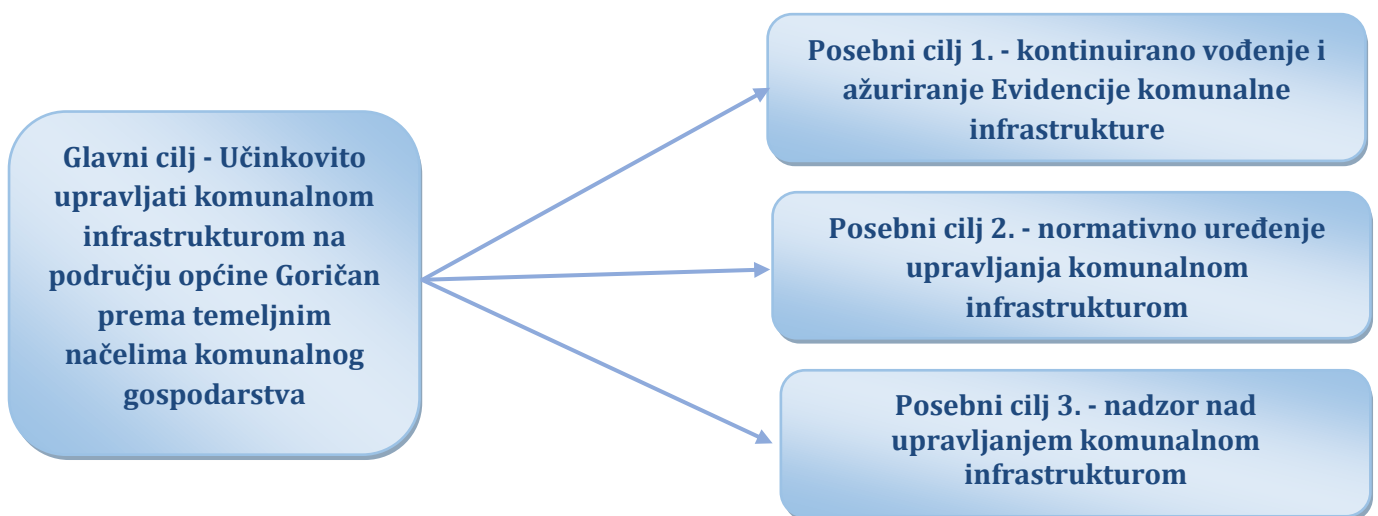 Glavni cilj - Učinkovito
upravljati komunalnom
infrastrukturom na
području općine Goričan
prema temeljnim
načelima komunalnog
gospodarstva
Posebni cilj 1. - kontinuirano vođenje i
ažuriranje Evidencije komunalne
infrastrukture
Posebni cilj 2. - normativno uređenje
upravljanja komunalnom
infrastrukturom
Posebni cilj 3. - nadzor nad
upravljanjem komunalnom
infrastrukturom